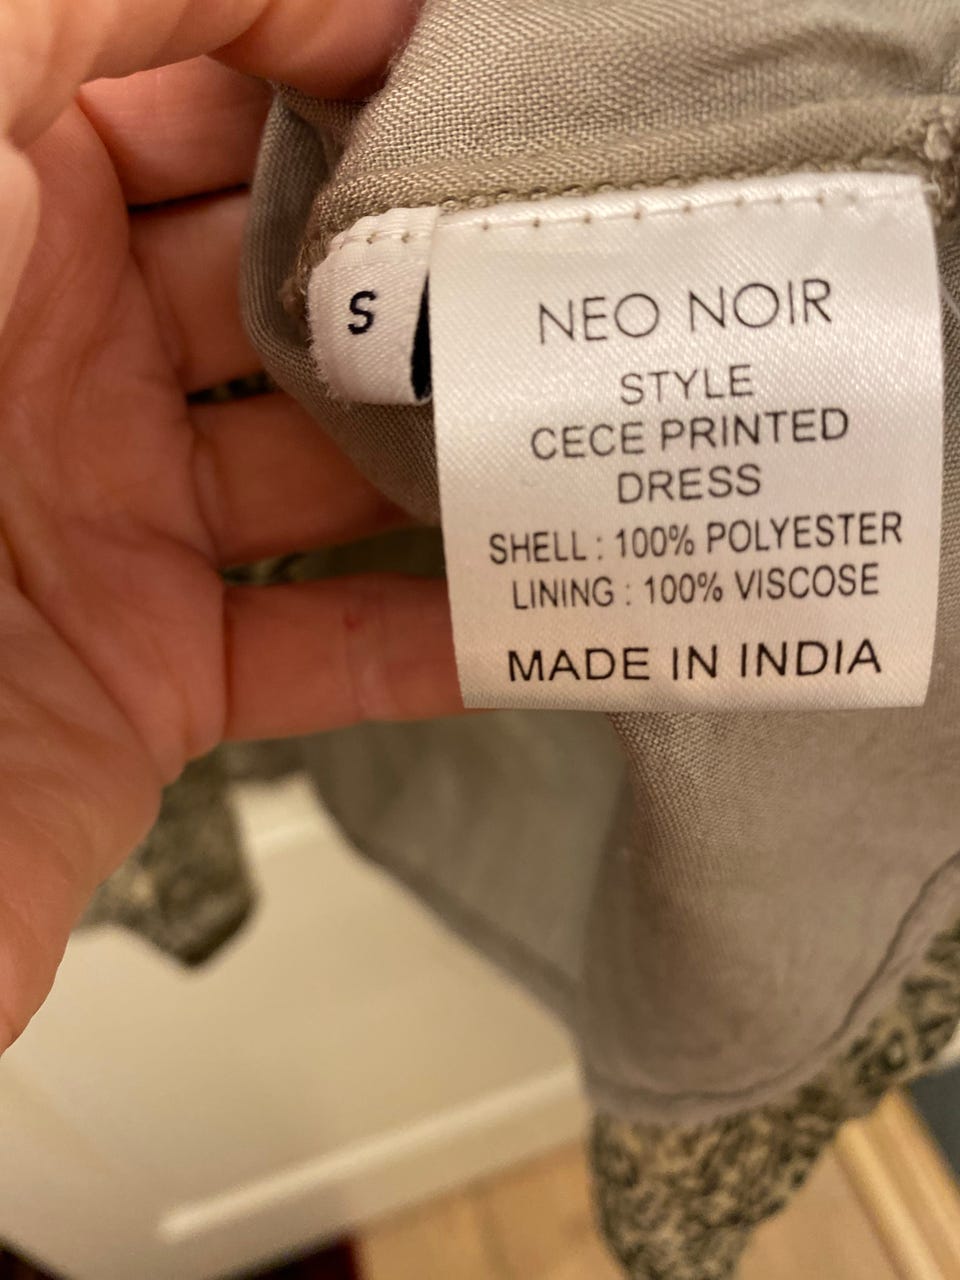 S
NEO NOIR
STYLE
CECE PRINTED
DRESS
SHELL : 100% POLYESTER
LINING : 100% VISCOSE
MADE IN INDIA